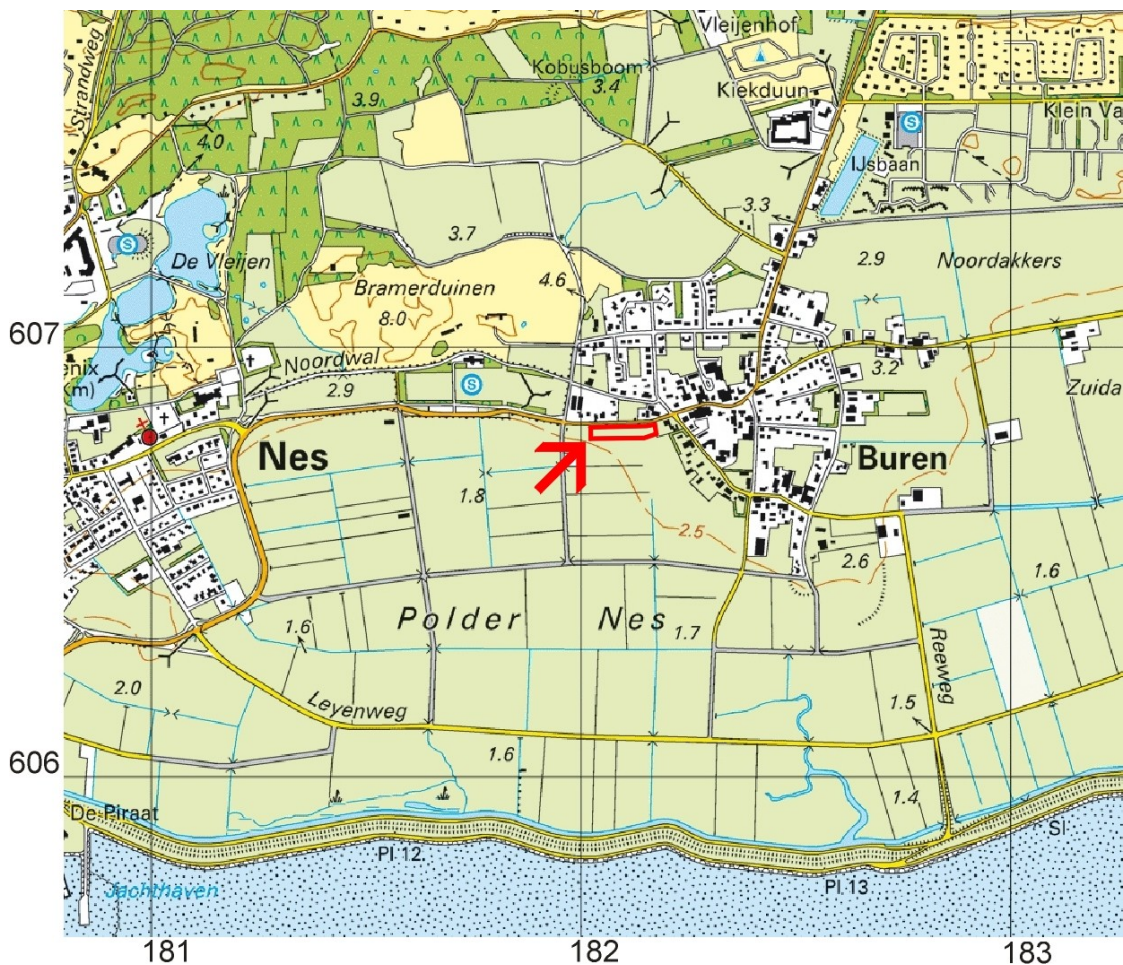 Strandweg
Vleijenhof
Kobusboom
3.4
Kiekduun
3.9
Klein Va
4.0
IJsbaan
S
3.3
3.7
De Vleijen
S
2.9
Noordakkers
4.6
Bramerduinen
8.0
607
Noordwal
enix
m)
2.9
S
3.2
Zuida
Nes
Buren
1.8
2.5
2.6
1.6
Polder Nes
1.6
1.7
Reeweg
2.0
Leyenweg
1.5
606
1.6
1.4
De Piraat
Pl 12
Sl
Pl 13
Jachthaven
181
182
183